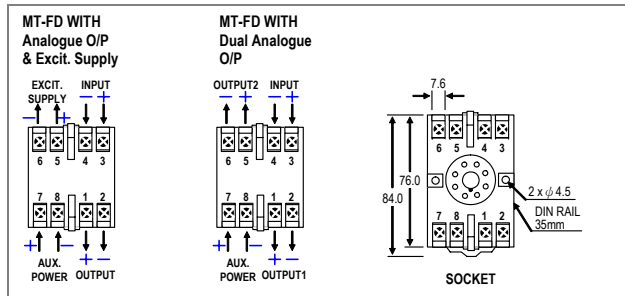 MT-FD WITH
Analogue O/P
& Excit. Supply
EXCIT.
SUPPLY
INPUT
− + − +
6 5 4 3
7 8 1 2
+ − + −
AUX.
POWER
OUTPUT
MT-FD WITH
Dual Analogue
O/P
OUTPUT2 INPUT
− + − +
6 5 4 3
7 8 1 2
+ − + −
AUX.
POWER
OUTPUT1
7.6
6 5 4 3
84.0
76.0
2 x ϕ 4.5
DIN RAIL
35mm
7 8 1 2
SOCKET